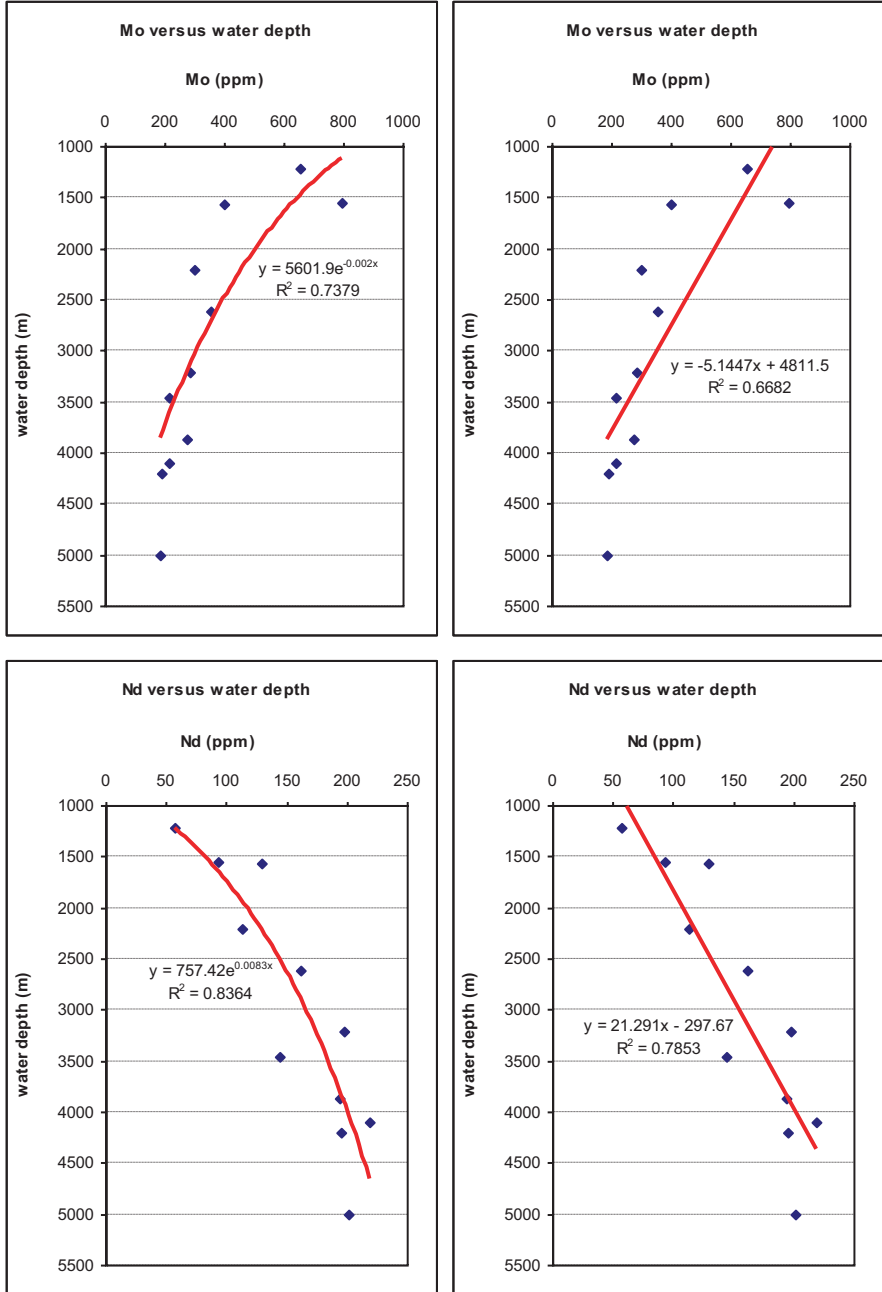 Mo versus water depth
Mo (ppm)
0 200 400 600 800 1000
1000
1500
2000
2500
3000
3500
4000
4500
5000
5500
water depth (m)
y = 5601.9e^-0.002x
R² = 0.7379
Mo versus water depth
Mo (ppm)
0 200 400 600 800 1000
1000
1500
2000
2500
3000
3500
4000
4500
5000
5500
water depth (m)
y = -5.1447x + 4811.5
R² = 0.6682
Nd versus water depth
Nd (ppm)
0 50 100 150 200 250
1000
1500
2000
2500
3000
3500
4000
4500
5000
5500
water depth (m)
y = 757.42e^0.0083x
R² = 0.8364
Nd versus water depth
Nd (ppm)
0 50 100 150 200 250
1000
1500
2000
2500
3000
3500
4000
4500
5000
5500
water depth (m)
y = 21.291x - 297.67
R² = 0.7853